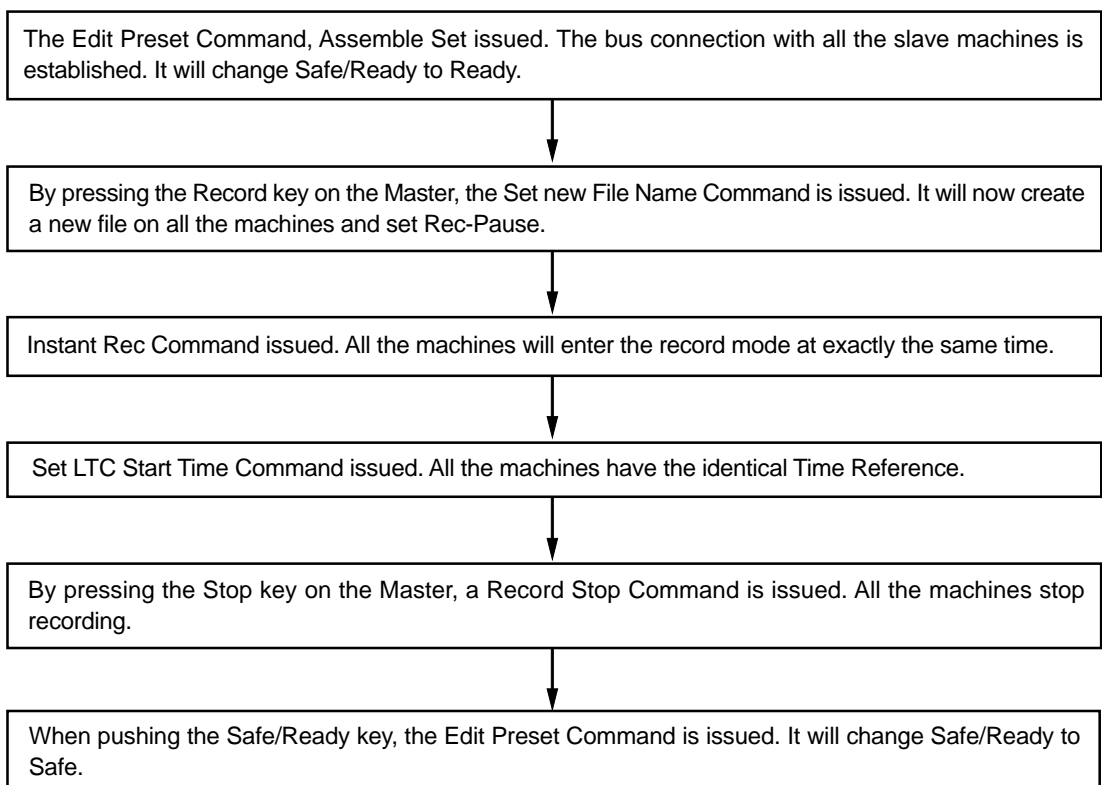 The Edit Preset Command, Assemble Set issued. The bus connection with all the slave machines is
established. It will change Safe/Ready to Ready.
By pressing the Record key on the Master, the Set new File Name Command is issued. It will now create
a new file on all the machines and set Rec-Pause.
Instant Rec Command issued. All the machines will enter the record mode at exactly the same time.
Set LTC Start Time Command issued. All the machines have the identical Time Reference.
By pressing the Stop key on the Master, a Record Stop Command is issued. All the machines stop
recording.
When pushing the Safe/Ready key, the Edit Preset Command is issued. It will change Safe/Ready to
Safe.